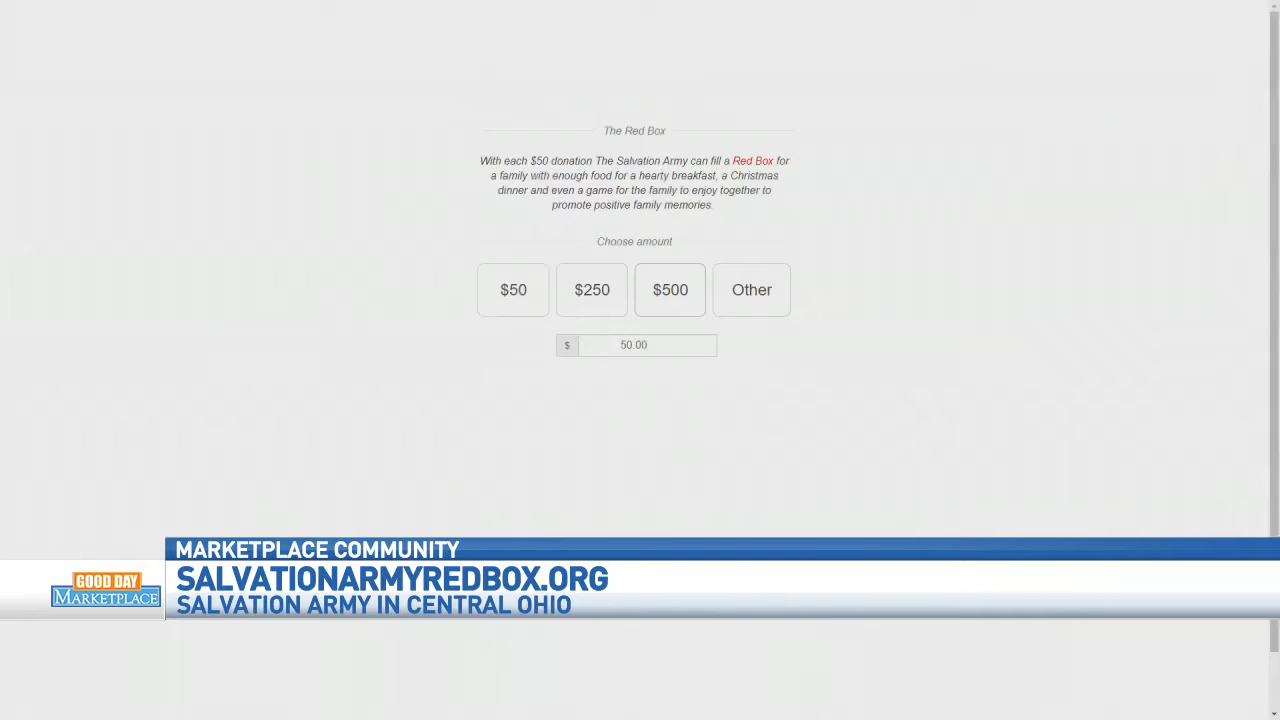 The Red Box
With each $50 donation The Salvation Army can fill a Red Box for
a family with enough food for a hearty breakfast, a Christmas
dinner and even a game for the family to enjoy together to
promote positive family memories.
Choose amount
$50 $250 $500 Other
$ 50.00
MARKETPLACE COMMUNITY
GOOD DAY
MARKETPLACE
SALVATIONARMYREDBOX.ORG
SALVATION ARMY IN CENTRAL OHIO